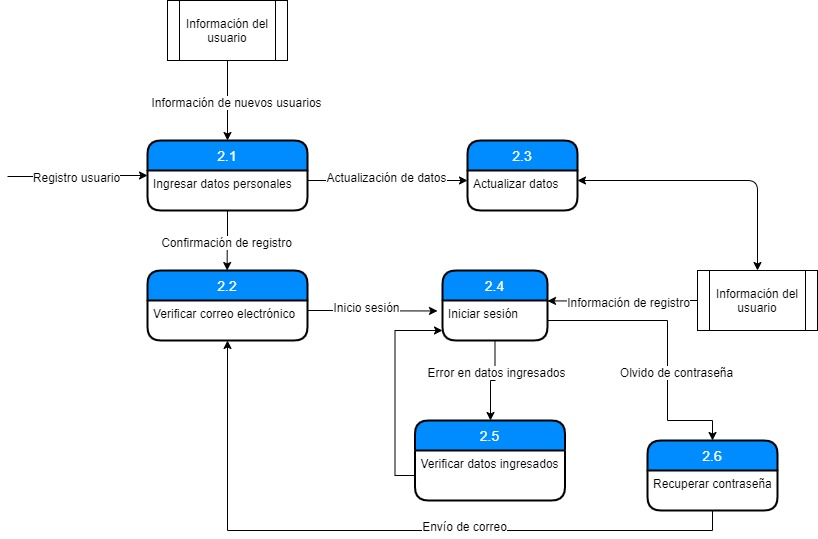 Información del
usuario
Información de nuevos usuarios
2.1
2.3
Registro usuario
Ingresar datos personales
Actualización de datos
Actualizar datos
Confirmación de registro
2.2
2.4
Información del
usuario
Verificar correo electrónico
Inicio sesión
Iniciar sesión
Información de registro
Error en datos ingresados
Olvido de contraseña
2.5
2.6
Verificar datos ingresados
Recuperar contraseña
Envío de correo